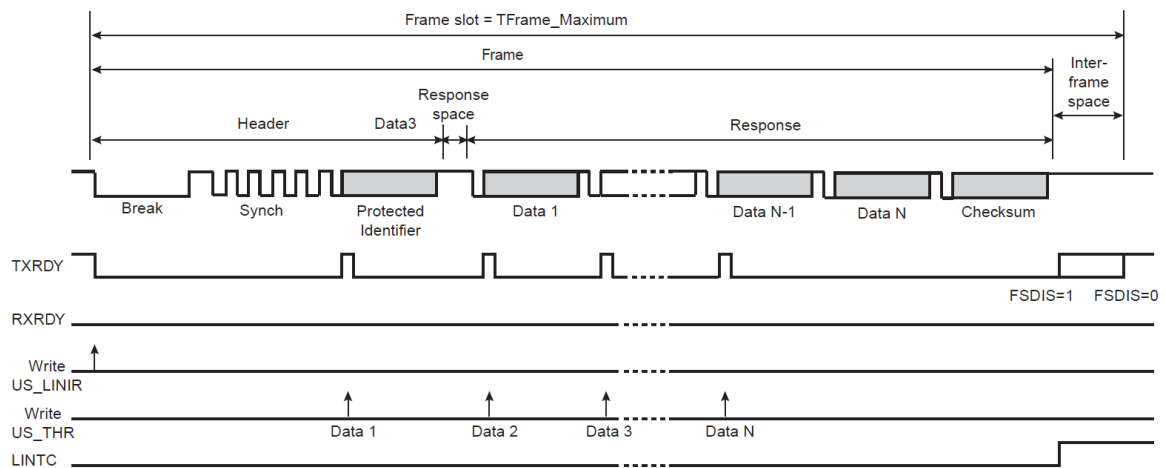 Frame slot = TFrame_Maximum
Frame
Inter-
frame
space
Response
space
Header
Data3
Response
Break
Synch
Protected
Identifier
Data 1
Data N-1
Data N
Checksum
TXRDY
FSDIS=1
FSDIS=0
RXRDY
Write
US_LINIR
Write
US_THR
Data 1
Data 2
Data 3
Data N
LINTC